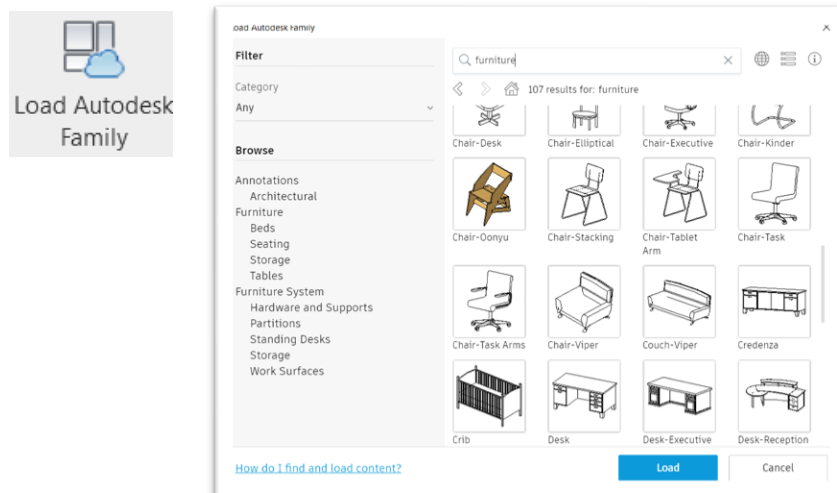 Load Autodesk
Family
oad Autodesk Family
Filter
Category
Any
Browse
Annotations
Architectural
Furniture
Beds
Seating
Storage
Tables
Furniture System
Hardware and Supports
Partitions
Standing Desks
Storage
Work Surfaces
How do I find and load content?
furniture
107 results for: furniture
Chair-Desk
Chair-Elliptical
Chair-Executive
Chair-Kinder
Chair-Oonyu
Chair-Stacking
Chair-Tablet
Arm
Chair-Task
Chair-Task Arms
Chair-Viper
Couch-Viper
Credenza
Crib
Desk
Desk-Executive
Desk-Reception
Load
Cancel